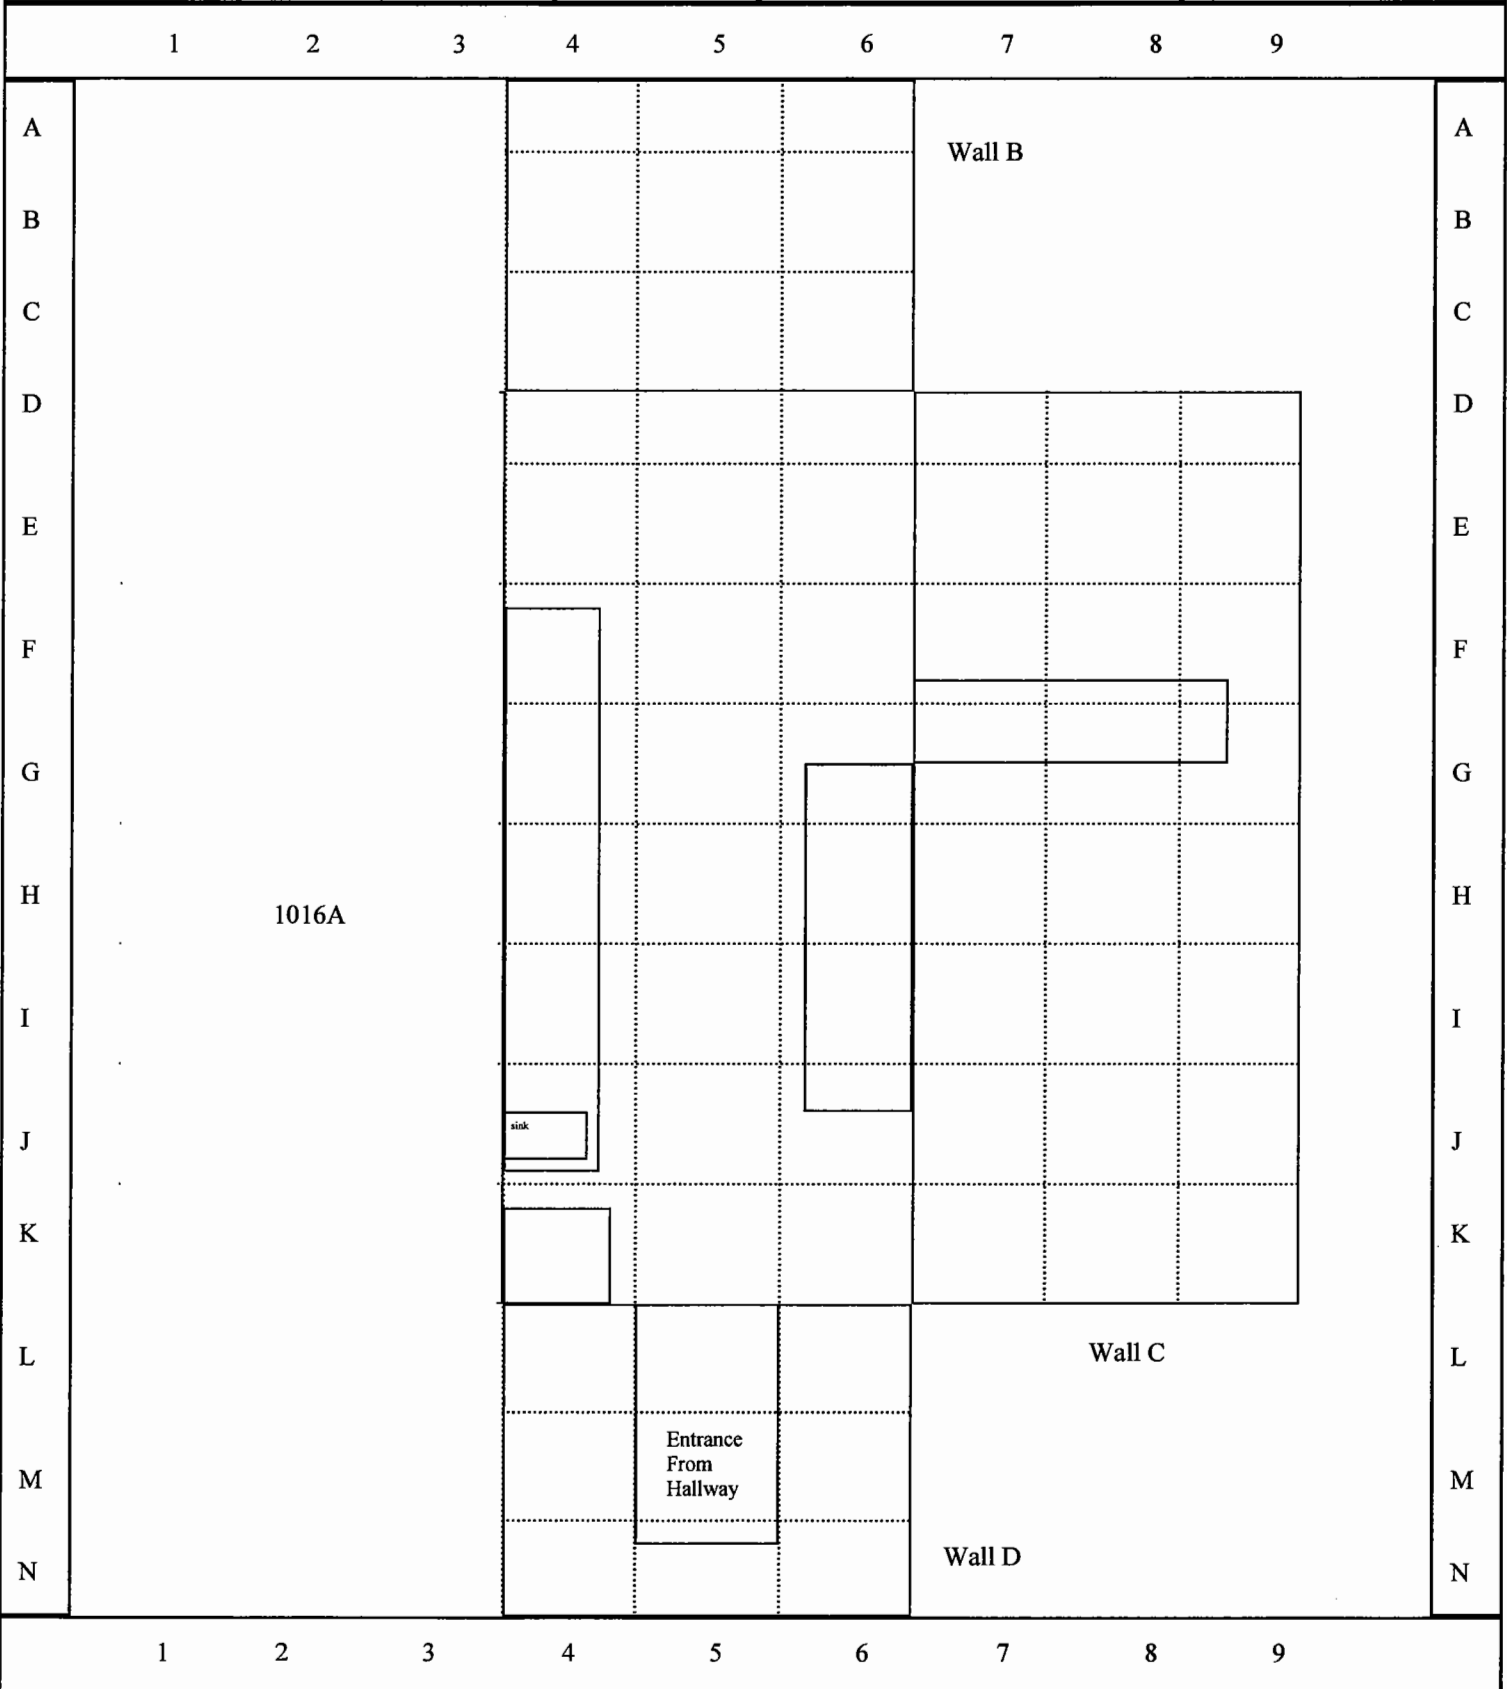 1 2 3 4 5 6 7 8 9
A A
Wall B
B B
C C
D D
E E
F F
G G
H H
1016A
I I
sink
J J
K K
L Wall C L
Entrance
From
M M
Hallway
Wall D
N N
1 2 3 4 5 6 7 8 9